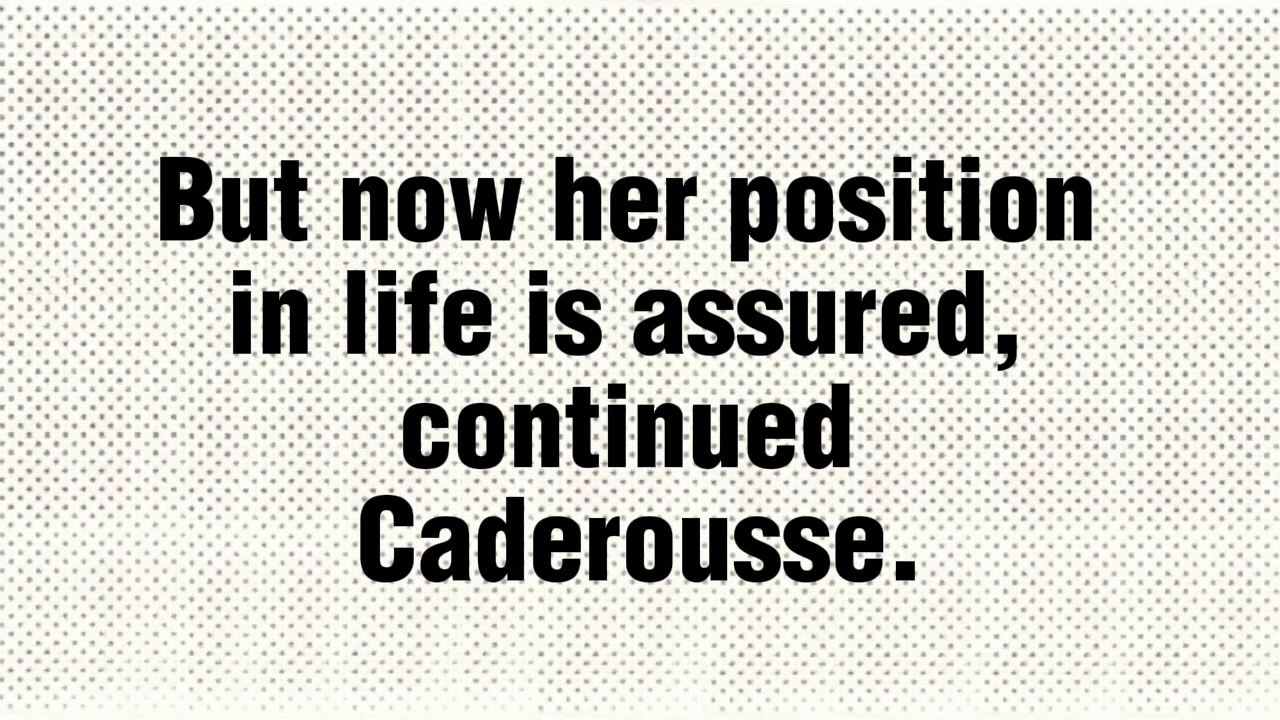 But now her position
in life is assured,
continued
Caderousse.